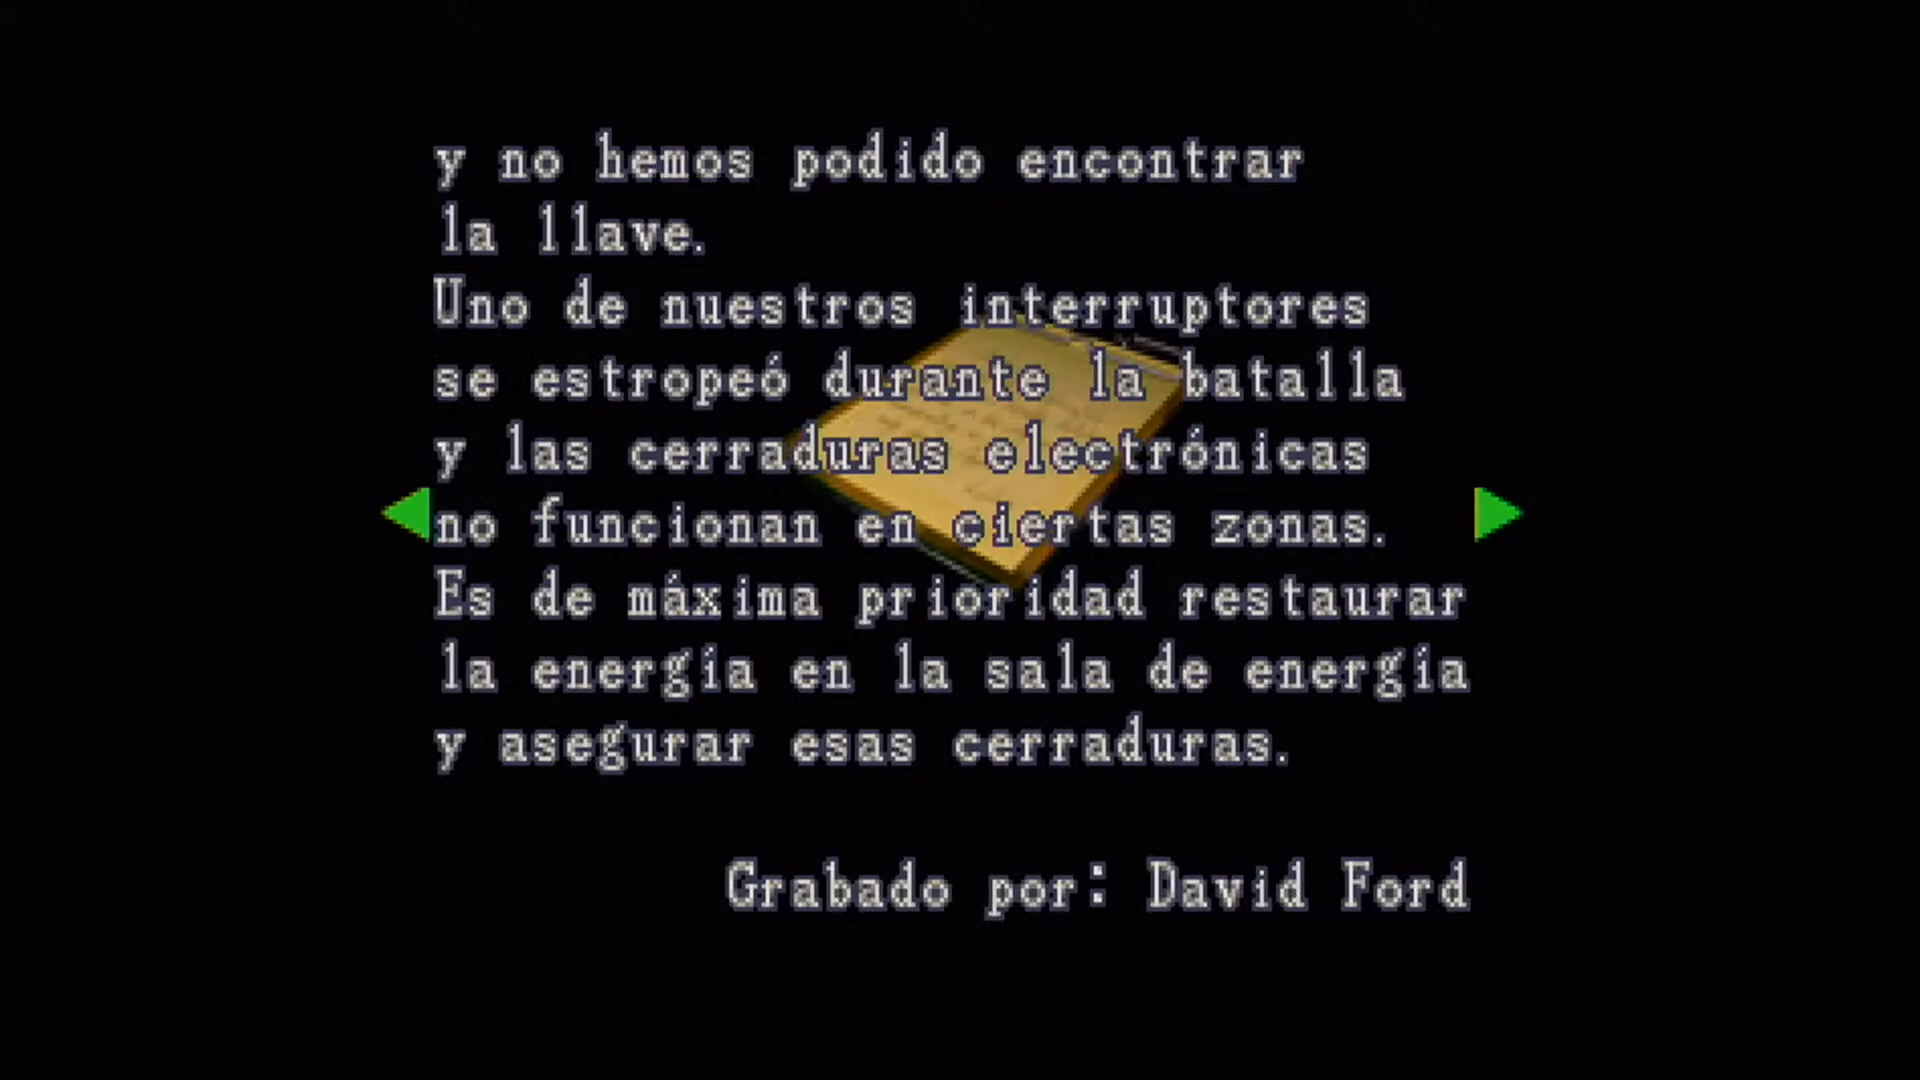 y no hemos podido encontrar
la llave.
Uno de nuestros interruptores
se estropeó durante la batalla
y las cerraduras electrónicas
no funcionan en ciertas zonas.
Es de máxima prioridad restaurar
la energia en la sala de energia
y asegurar esas cerraduras.
Grabado por: David Ford